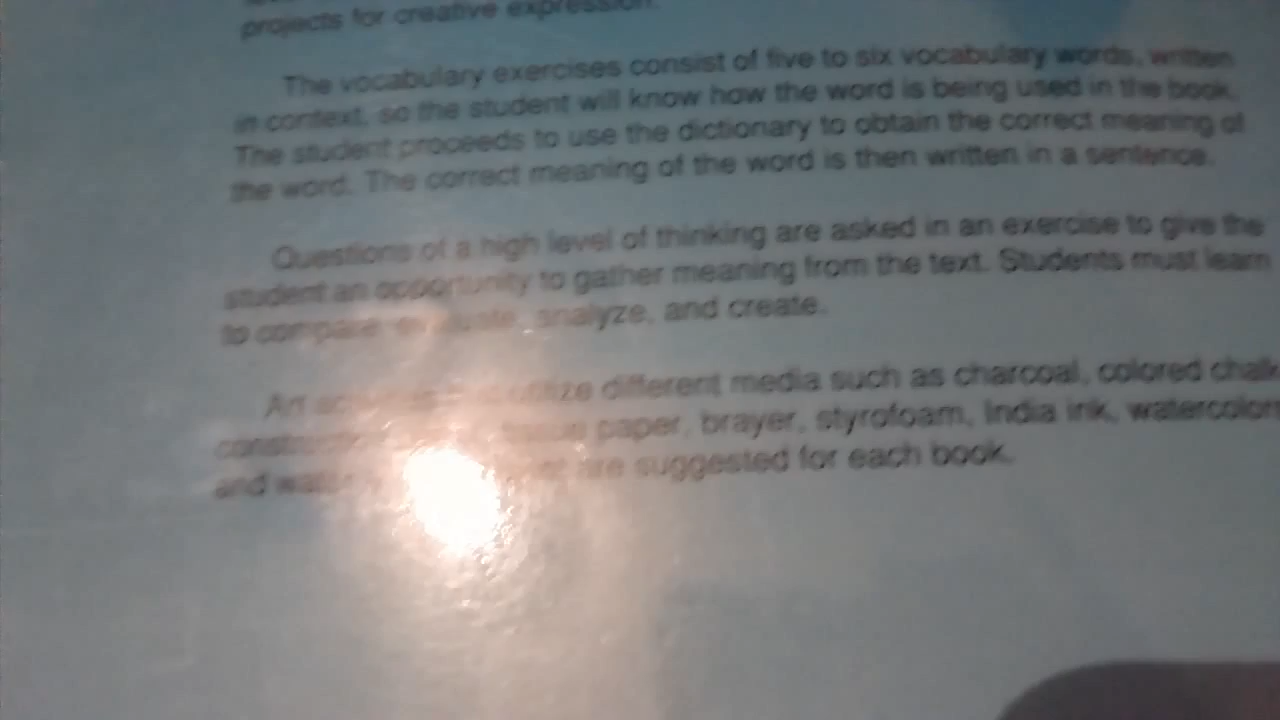 projects for creative expression.
The vocabulary exercises consist of five to six vocabulary words, written
in context, so the student will know how the word is being used in the book.
The student proceeds to use the dictionary to obtain the correct meaning of
the word. The correct meaning of the word is then written in a sentence.
Questions of a high level of thinking are asked in an exercise to give the
student an opportunity to gather meaning from the text. Students must learn
to compare, evaluate, analyze, and create.
Art utilize different media such as charcoal, colored chalk
construction tissue paper, brayer, styrofoam, India ink, watercolors
and are suggested for each book.